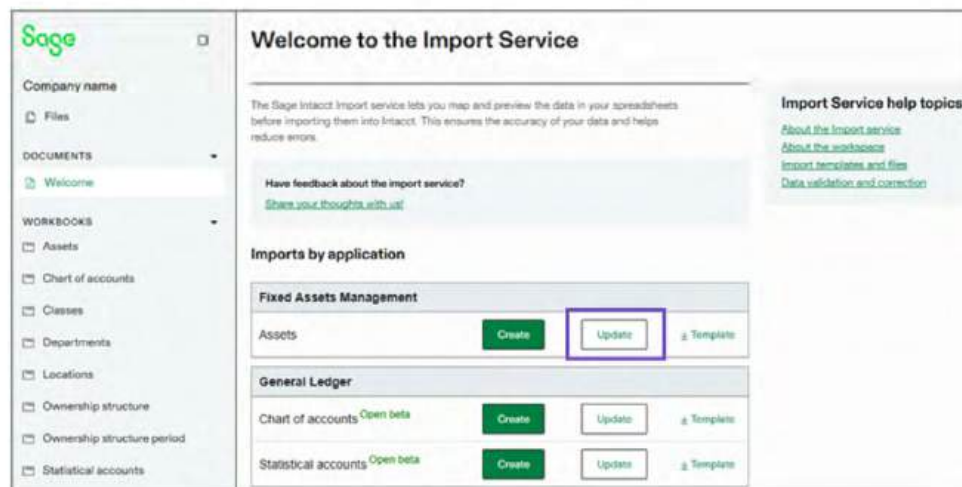 Sage
Company name
Files
DOCUMENTS
Welcome
WORKBOOKS
Assets
Chart of accounts
Classes
Departments
Locations
Ownership structure
Ownership structure period
Statistical accounts
Welcome to the Import Service
The Sage Intacct Import service lets you map and preview the data in your spreadsheets
before importing them into Intacct. This ensures the accuracy of your data and helps
reduce errors.
Have feedback about the import service?
Share your thoughts with us!
Imports by application
Fixed Assets Management
Assets Create Update Template
General Ledger
Chart of accounts Open beta Create Update Template
Statistical accounts Open beta Create Update Template
Import Service help topics
About the Import service
About the workspace
Import templates and files
Data validation and correction